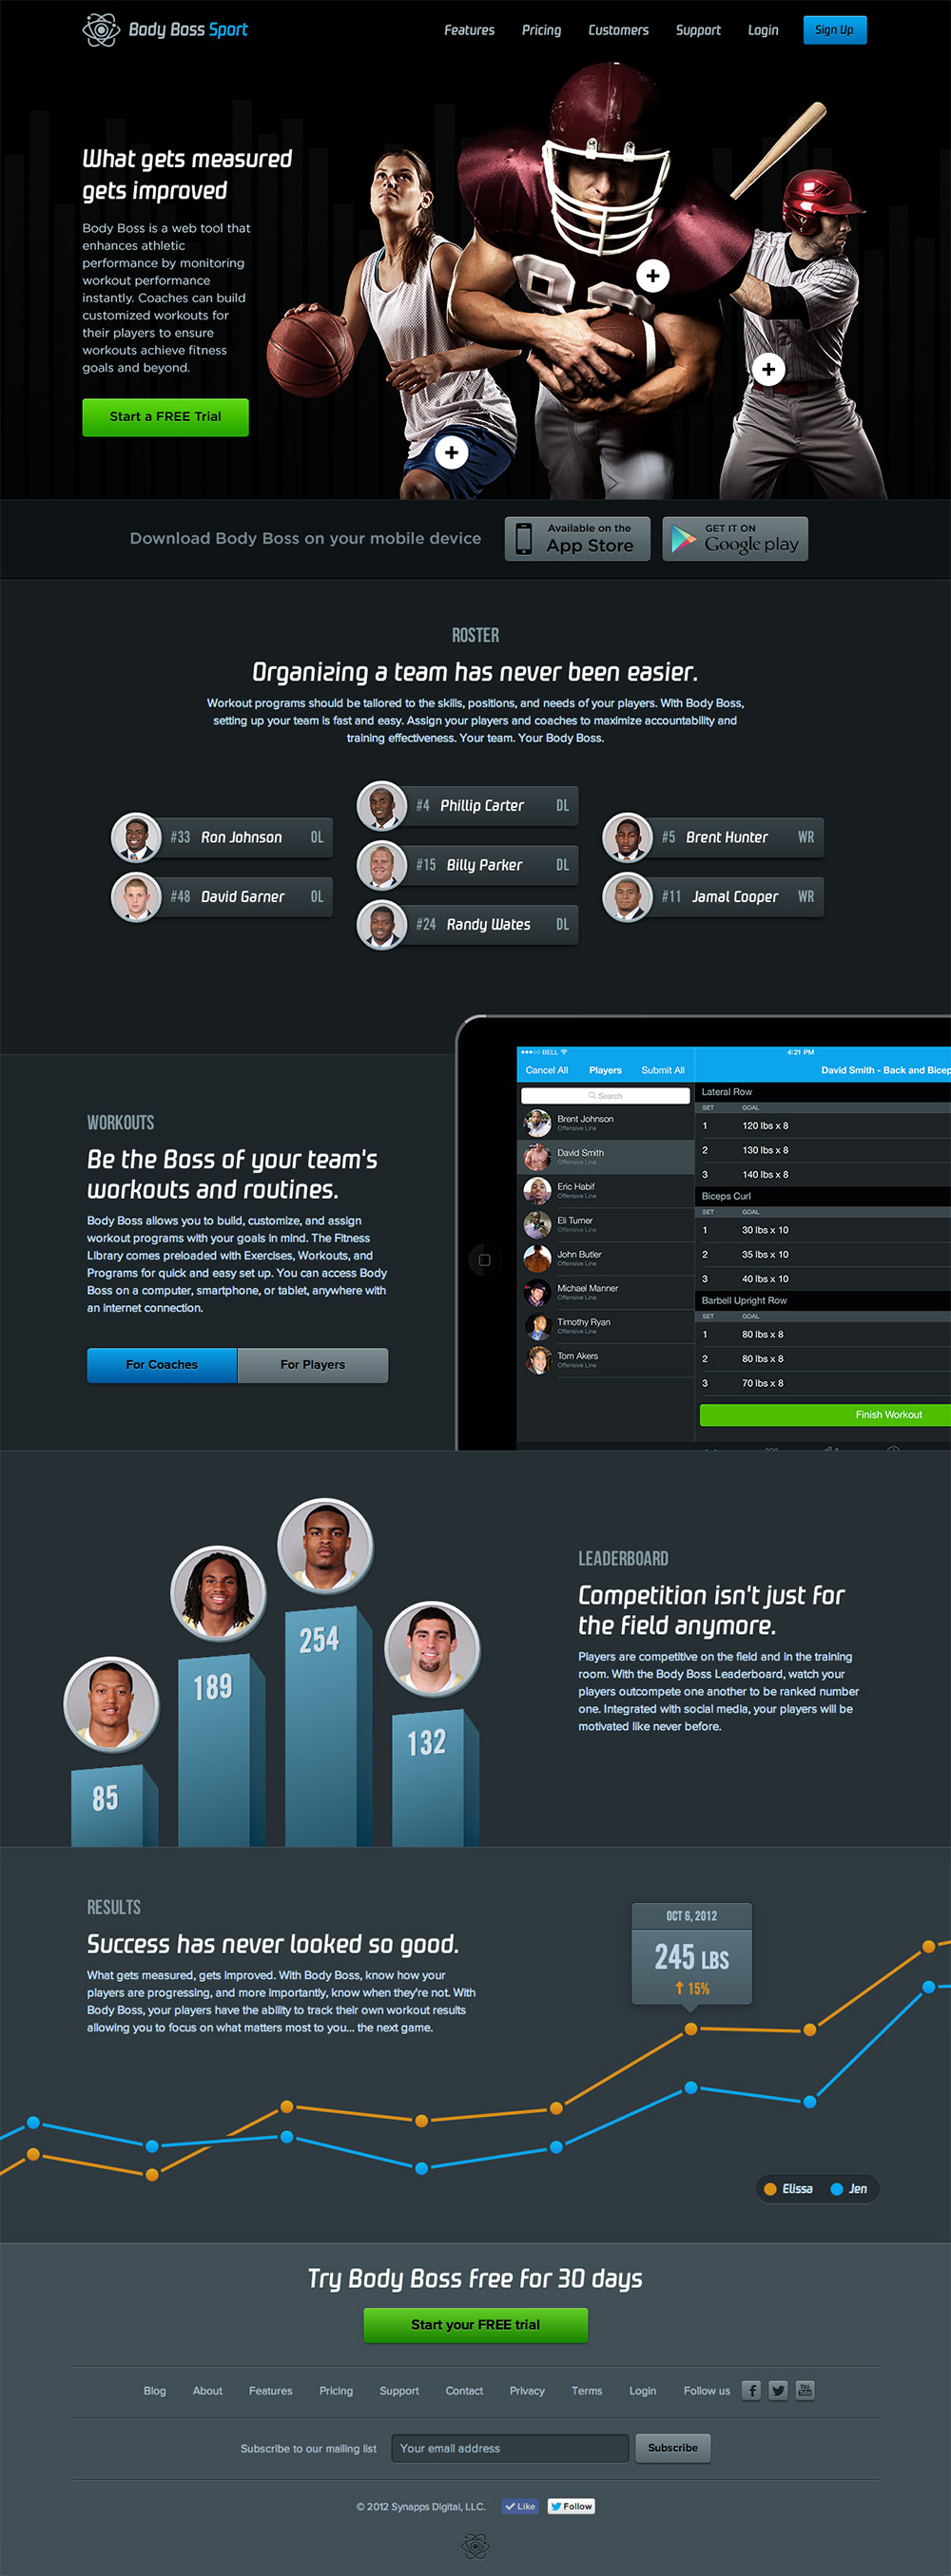 Body Boss Sport
Features Pricing Customers Support Login Sign Up
What gets measured
gets improved
Body Boss is a web tool that
enhances athletic
performance by monitoring
workout performance
instantly. Coaches can build
customized workouts for
their players to ensure
workouts achieve fitness
goals and beyond.
Start a FREE Trial
Download Body Boss on your mobile device
Available on the
App Store
GET IT ON
Google play
ROSTER
Organizing a team has never been easier.
Workout programs should be tailored to the skills, positions, and needs of your players. With Body Boss,
setting up your team is fast and easy. Assign your players and coaches to maximize accountability and
training effectiveness. Your team. Your Body Boss.
#33 Ron Johnson OL
#48 David Garner OL
#4 Phillip Carter DL
#15 Billy Parker DL
#24 Randy Wates DL
#5 Brent Hunter WR
#11 Jamal Cooper WR
WORKOUTS
Be the Boss of your team's
workouts and routines.
Body Boss allows you to build, customize, and assign
workout programs with your goals in mind. The Fitness
Library comes preloaded with Exercises, Workouts, and
Programs for quick and easy set up. You can access Body
Boss on a computer, smartphone, or tablet, anywhere with
an internet connection.
For Coaches For Players
BELL 4:21 PM
Cancel All Players Submit All
David Smith - Back and Bicep
Search
Brent Johnson
Offensive Line
David Smith
Offensive Line
Eric Habif
Offensive Line
Eli Turner
Offensive Line
John Butler
Offensive Line
Michael Manner
Offensive Line
Timothy Ryan
Offensive Line
Tom Akers
Offensive Line
Lateral Row
SET GOAL
1 120 lbs x 8
2 130 lbs x 8
3 140 lbs x 8
Biceps Curl
SET GOAL
1 30 lbs x 10
2 35 lbs x 10
3 40 lbs x 10
Barbell Upright Row
SET GOAL
1 80 lbs x 8
2 80 lbs x 8
3 70 lbs x 8
Finish Workout
85
189
254
132
LEADERBOARD
Competition isn't just for
the field anymore.
Players are competitive on the field and in the training
room. With the Body Boss Leaderboard, watch your
players outcompete one another to be ranked number
one. Integrated with social media, your players will be
motivated like never before.
RESULTS
Success has never looked so good.
What gets measured, gets improved. With Body Boss, know how your
players are progressing, and more importantly, know when they're not. With
Body Boss, your players have the ability to track their own workout results
allowing you to focus on what matters most to you... the next game.
OCT 6, 2012
245 LBS
15%
Elissa Jen
Try Body Boss free for 30 days
Start your FREE trial
Blog About Features Pricing Support Contact Privacy Terms Login Follow us
Subscribe to our mailing list Your email address Subscribe
© 2012 Synapps Digital, LLC. Like Follow